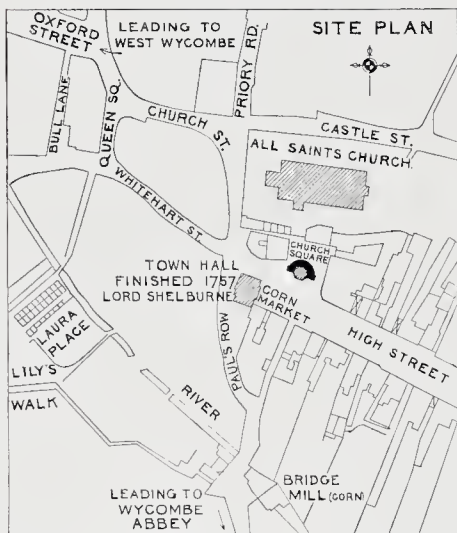 SITE PLAN
OXFORD
STREET
LEADING TO
WEST WYCOMBE
PRIORY RD.
BULL LANE
QUEEN SQ.
CHURCH ST.
CASTLE ST.
ALL SAINTS CHURCH.
WHITEHART ST.
CHURCH
SQUARE
TOWN HALL
FINISHED 1757
LORD SHELBURNE
CORN
MARKET
HIGH STREET
LAURA
PLACE
PAUL'S ROW
LILY'S
WALK
RIVER
BRIDGE
MILL (CORN)
LEADING TO
WYCOMBE
ABBEY